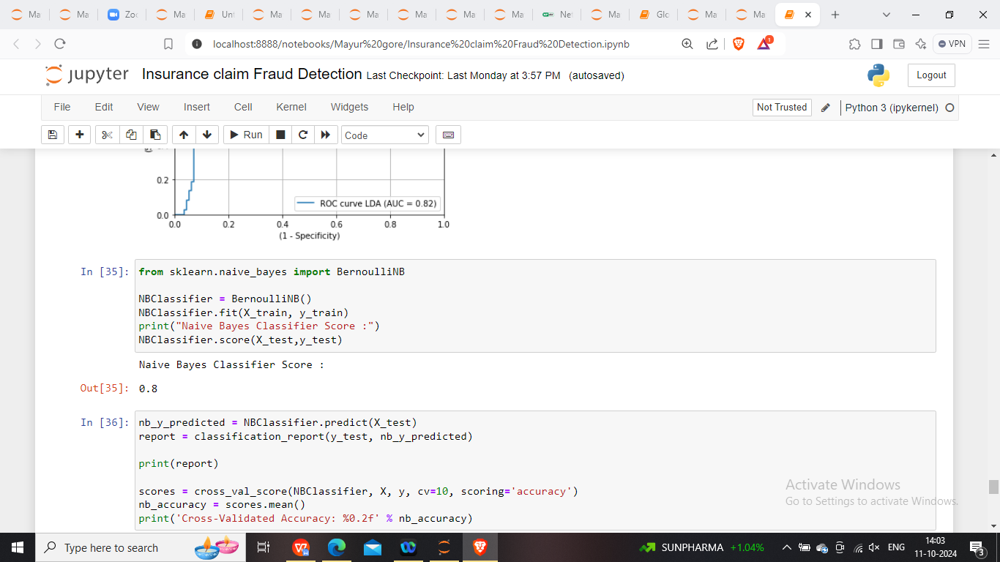 Ma
Ma
Zoc
Ma
Unt
Ma
Ma
Ma
Ma
Ma
Ma
Net
Ma
Glo
Ma
Ma
localhost:8888/notebooks/Mayur%20gore/Insurance%20claim%20Fraud%20Detection.ipynb
1
VPN
jupyter Insurance claim Fraud Detection Last Checkpoint: Last Monday at 3:57 PM (autosaved)
Logout
File Edit View Insert Cell Kernel Widgets Help
Not Trusted
Python 3 (ipykernel)
Run
Code
0.2
ROC curve LDA (AUC = 0.82)
0.0
0.0 0.2 0.4 0.6 0.8 1.0
(1 - Specificity)
In [35]: from sklearn.naive_bayes import BernoulliNB
NBClassifier = BernoulliNB()
NBClassifier.fit(X_train, y_train)
print("Naive Bayes Classifier Score :")
NBClassifier.score(X_test,y_test)
Naive Bayes Classifier Score :
Out[35]: 0.8
In [36]: nb_y_predicted = NBClassifier.predict(X_test)
report = classification_report(y_test, nb_y_predicted)
print(report)
scores = cross_val_score(NBClassifier, X, y, cv=10, scoring='accuracy')
nb_accuracy = scores.mean()
print('Cross-Validated Accuracy: %0.2f' % nb_accuracy)
Activate Windows
Go to Settings to activate Windows.
Type here to search
SUNPHARMA +1.04%
ENG
14:03
11-10-2024
3